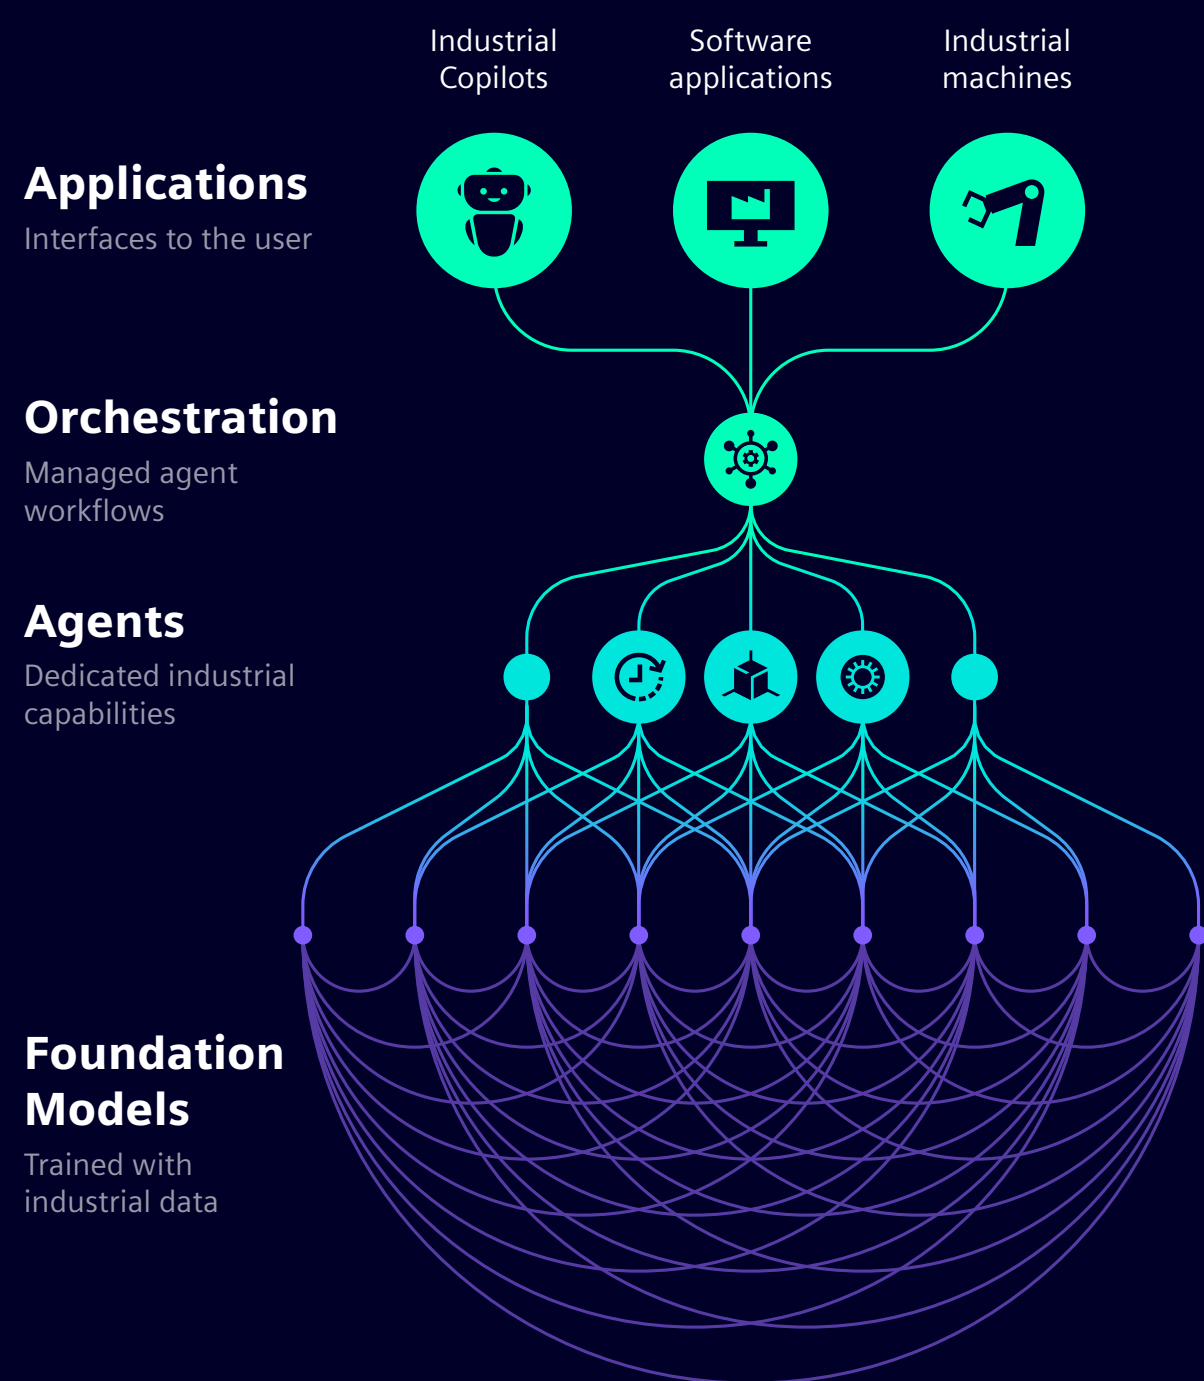 Industrial
Copilots
Software
applications
Industrial
machines
Applications
Interfaces to the user
Orchestration
Managed agent
workflows
Agents
Dedicated industrial
capabilities
Foundation
Models
Trained with
industrial data